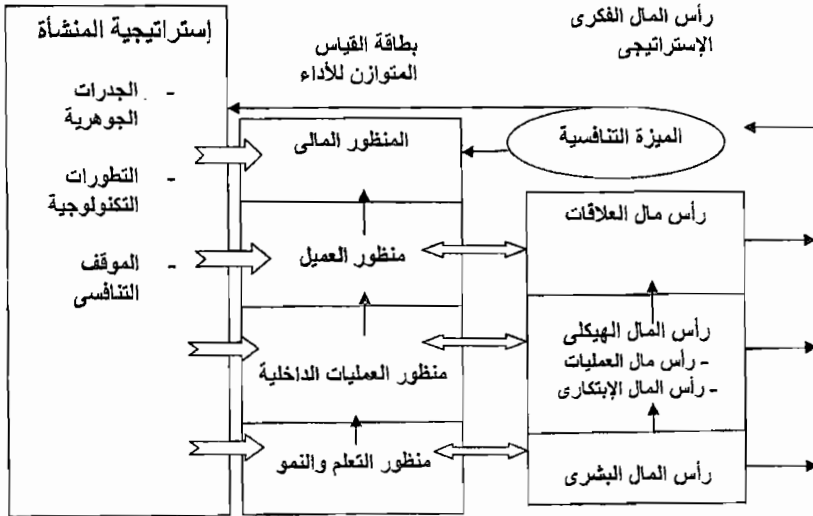 إستراتيجية المنشأة
- الجدرات
الجوهرية
- التطورات
التكنولوجية
- الموقف
التنافسى
بطاقة القياس
المتوازن للأداء
المنظور المالى
منظور العميل
منظور العمليات الداخلية
منظور التعلم والنمو
رأس المال الفكرى
الإستراتيجى
الميزة التنافسية
رأس مال العلاقات
رأس المال الهيكلى
- رأس مال العمليات
- رأس المال الإبتكارى
رأس المال البشرى